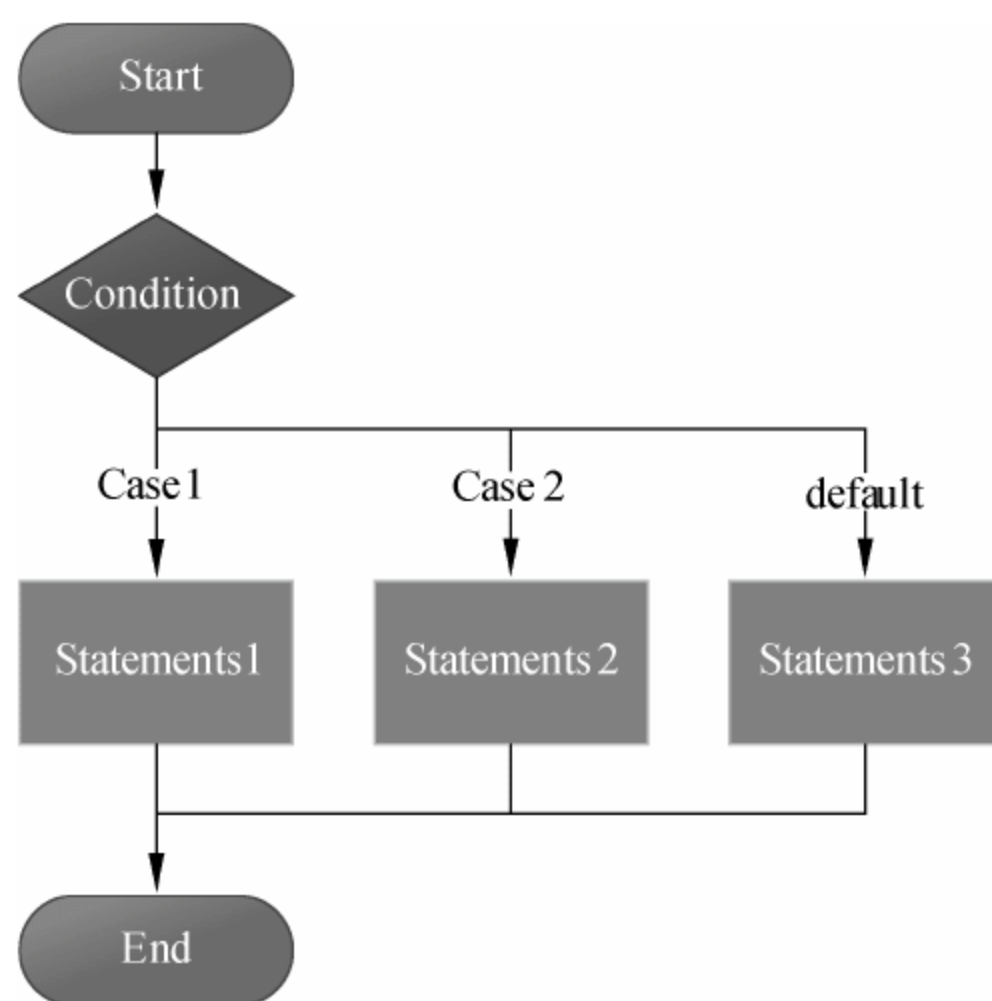 Start
Condition
Case 1
Case 2
default
Statements 1
Statements 2
Statements 3
End